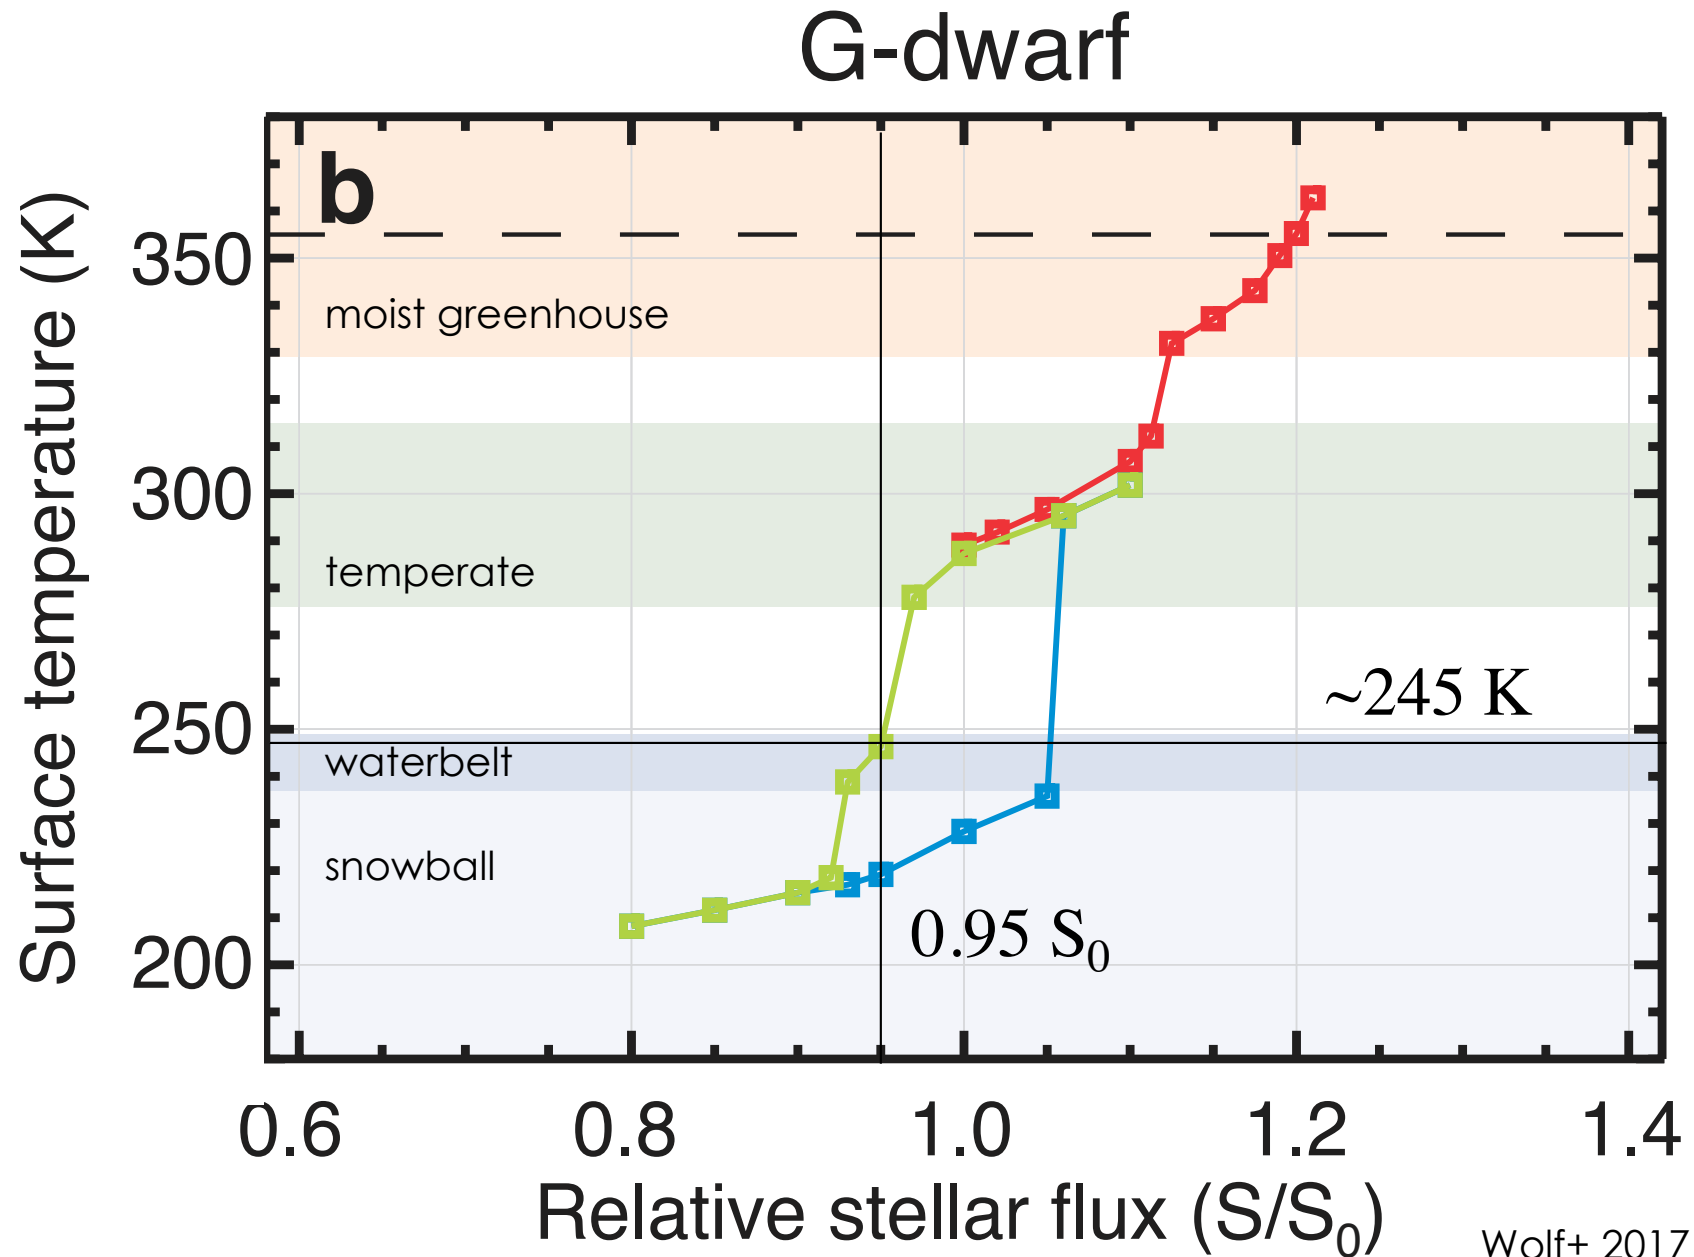 G-dwarf
b
Surface temperature (K)
350
300
250
200
moist greenhouse
temperate
~245 K
waterbelt
snowball
0.95 S₀
0.6 0.8 1.0 1.2 1.4
Relative stellar flux (S/S₀)
Wolf+ 2017